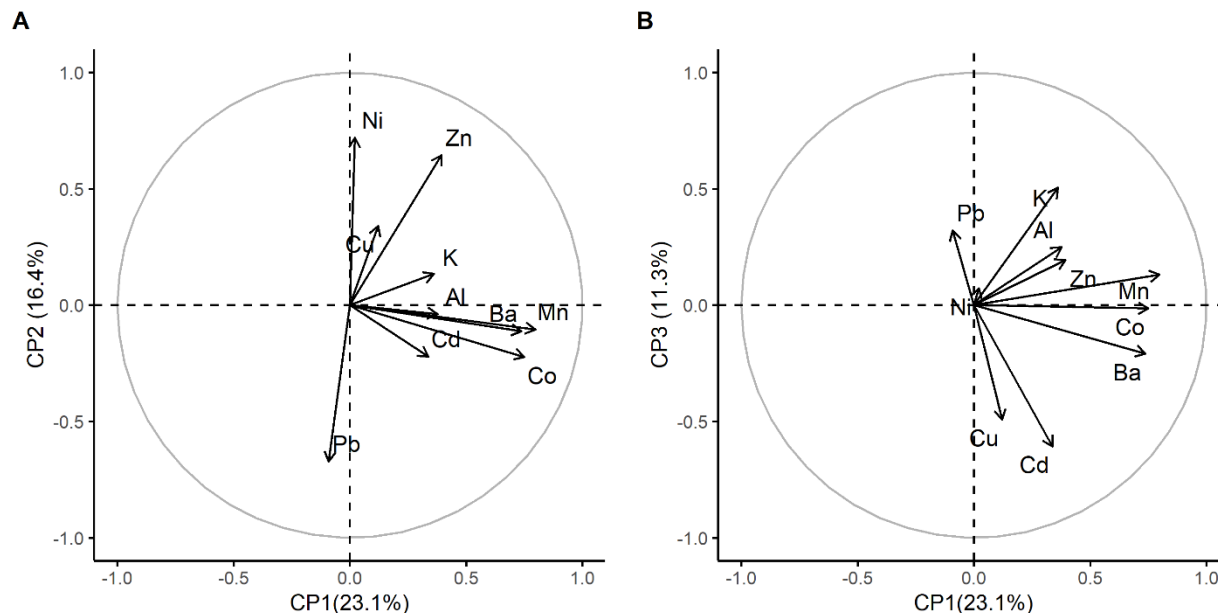 A
B
1.0
0.5
0.0
-0.5
-1.0
CP2 (16.4%)
Ni
Zn
Cu
K
Al
Ba
Mn
Cd
Co
Pb
-1.0
-0.5
0.0
0.5
1.0
CP1(23.1%)
1.0
0.5
0.0
-0.5
-1.0
CP3 (11.3%)
K
Pb
Al
Zn
Ni
Mn
Co
Ba
Cu
Cd
-1.0
-0.5
0.0
0.5
1.0
CP1(23.1%)